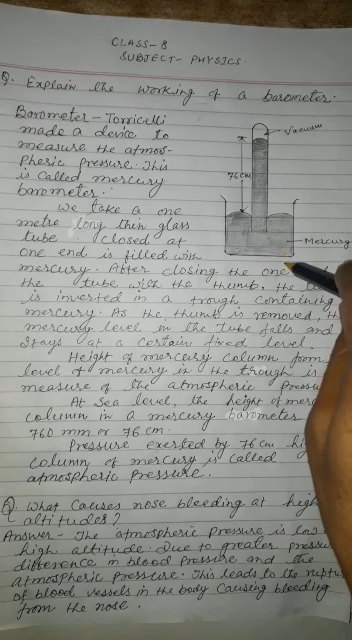 CLASS-8
SUBJECT- PHYSICS.
Q. Explain the working of a barometer.
Barometer - Torricelli
made a device to
measure the atmos-
pheric pressure. This
is called mercury
barometer.
Vacuum
76 CM
Mercury
We take a one
metre long thin glass
tube closed at
one end is filled with
mercury. After closing the one
the tube with the thumb, the
is inverted in a trough containing
mercury. As the thumb is removed,
mercury level in the tube falls and
stays at a certain fixed level.
Height of mercury column from
level of mercury in the trough is
measure of the atmospheric
At Sea level, the height of
column in a mercury barometer
760 mm or 76 cm.
Pressure exerted by 76 cm
column of mercury is called
atmospheric pressure.
Q. What Causes nose bleeding at high
altitudes?
Answer- The atmospheric pressure is
high altitude. Due to greater
difference in blood pressure and the
atmospheric pressure. This leads to the
of blood vessels in the body causing bleeding
from the nose.